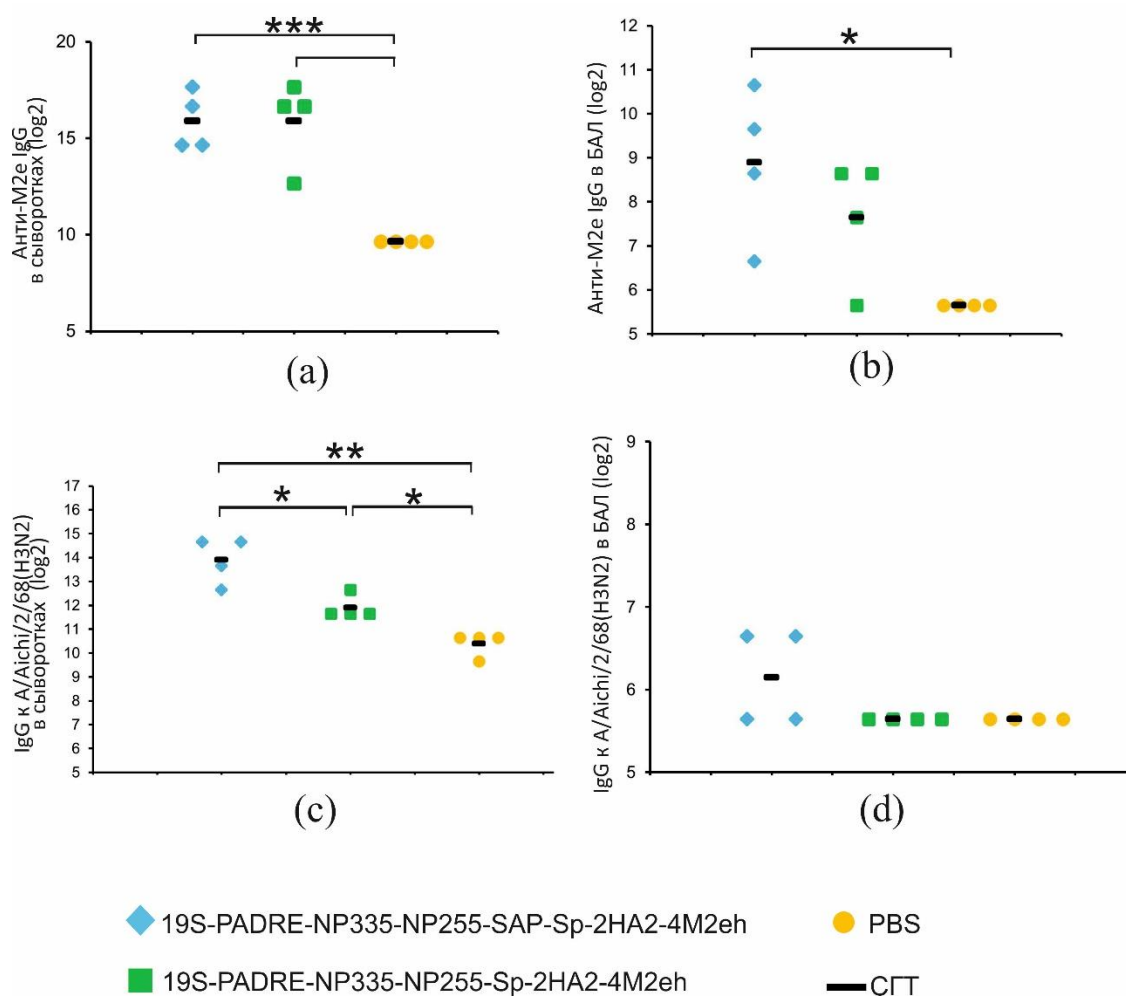 ***
20
15
10
5
Анти-M2e IgG
в сыворотках (log2)
(a)
*
12
11
10
9
8
7
6
5
Анти-M2e IgG в БАЛ (log2)
(b)
**
*
*
17
16
15
14
13
12
11
10
9
8
7
6
5
IgG к A/Aichi/2/68(H3N2)
в сыворотках (log2)
(c)
9
8
7
6
5
IgG к A/Aichi/2/68(H3N2) в БАЛ (log2)
(d)
19S-PADRE-NP335-NP255-SAP-Sp-2HA2-4M2eh
PBS
19S-PADRE-NP335-NP255-Sp-2HA2-4M2eh
СГТ